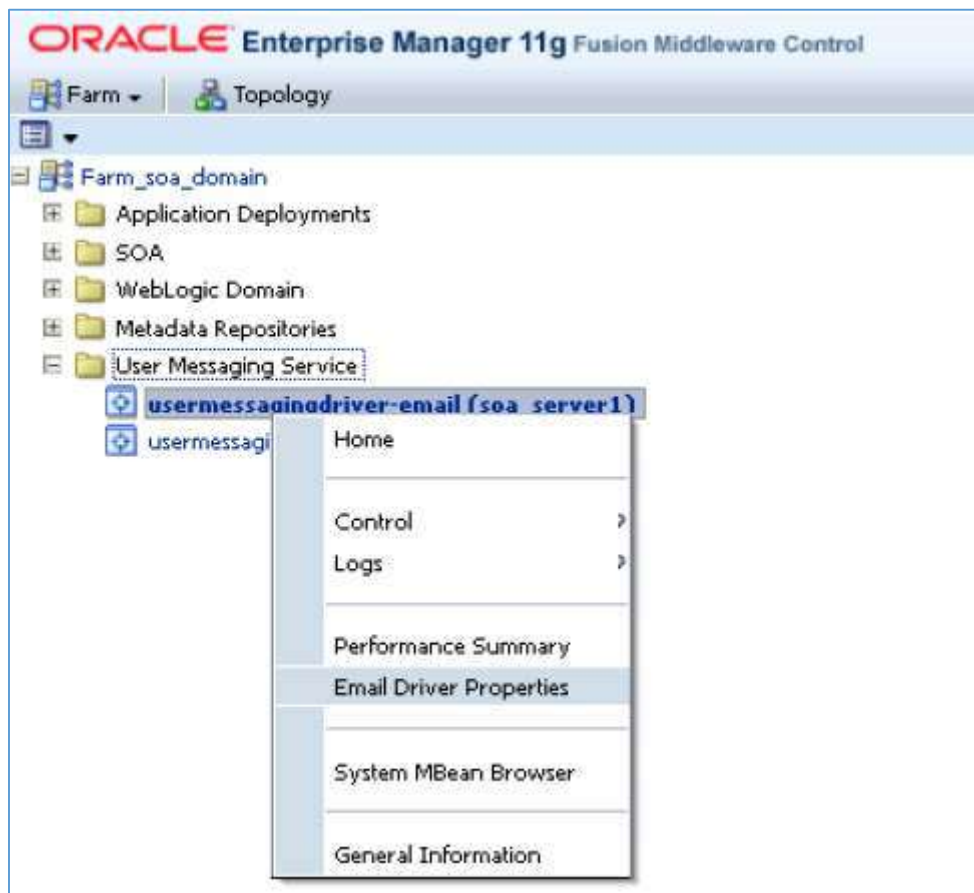 ORACLE Enterprise Manager 11g Fusion Middleware Control
Farm Topology
Farm_soa_domain
Application Deployments
SOA
WebLogic Domain
Metadata Repositories
User Messaging Service
usermessagingdriver-email (soa_server1)
usermessagi
Home
Control
Logs
Performance Summary
Email Driver Properties
System MBean Browser
General Information